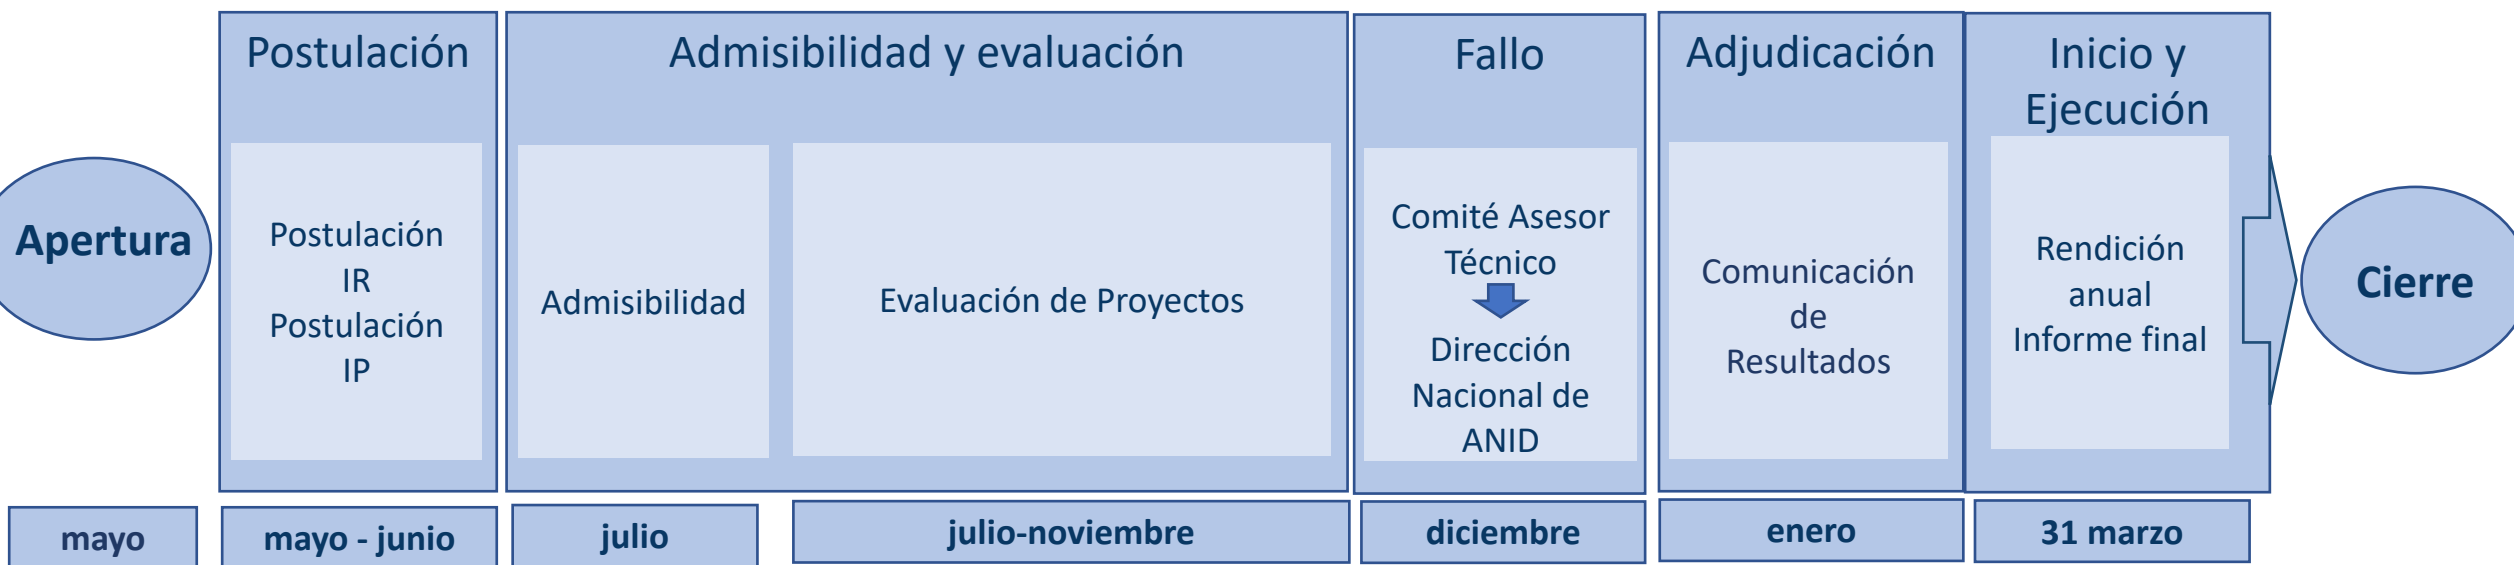 Apertura
mayo
Postulación
Postulación
IR
Postulación
IP
mayo - junio
Admisibilidad y evaluación
Admisibilidad
julio
Evaluación de Proyectos
julio-noviembre
Fallo
Comité Asesor
Técnico
Dirección
Nacional de
ANID
diciembre
Adjudicación
Comunicación
de
Resultados
enero
Inicio y
Ejecución
Rendición
anual
Informe final
31 marzo
Cierre